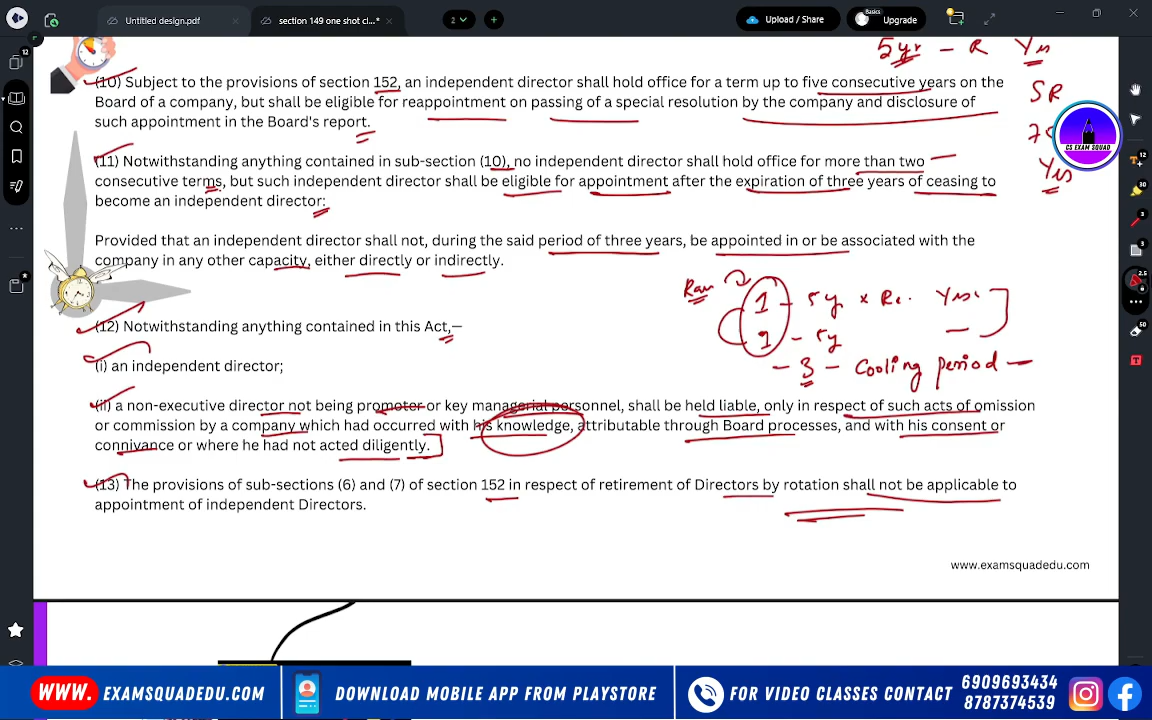 Untitled design.pdf
section 149 one shot cl...*
2
Upload / Share
Basics
Upgrade
5yr - R Yes
(10) Subject to the provisions of section 152, an independent director shall hold office for a term up to five consecutive years on the
SR
Board of a company, but shall be eligible for reappointment on passing of a special resolution by the company and disclosure of
such appointment in the Board's report.
CS EXAM SQUAD
(11) Notwithstanding anything contained in sub-section (10), no independent director shall hold office for more than two
Yes
consecutive terms, but such independent director shall be eligible for appointment after the expiration of three years of ceasing to
become an independent director:
Provided that an independent director shall not, during the said period of three years, be appointed in or be associated with the
company in any other capacity, either directly or indirectly.
Ram 1 - 5y x Re. Yes.
(12) Notwithstanding anything contained in this Act,—
- 5y
(i) an independent director;
- 3 - Cooling period -
(ii) a non-executive director not being promoter or key managerial personnel, shall be held liable, only in respect of such acts of omission
or commission by a company which had occurred with his knowledge, attributable through Board processes, and with his consent or
connivance or where he had not acted diligently.
(13) The provisions of sub-sections (6) and (7) of section 152 in respect of retirement of Directors by rotation shall not be applicable to
appointment of independent Directors.
www.examsquadedu.com
WWW. EXAMSQUADEDU.COM
DOWNLOAD MOBILE APP FROM PLAYSTORE
FOR VIDEO CLASSES CONTACT
6909693434
8787374539